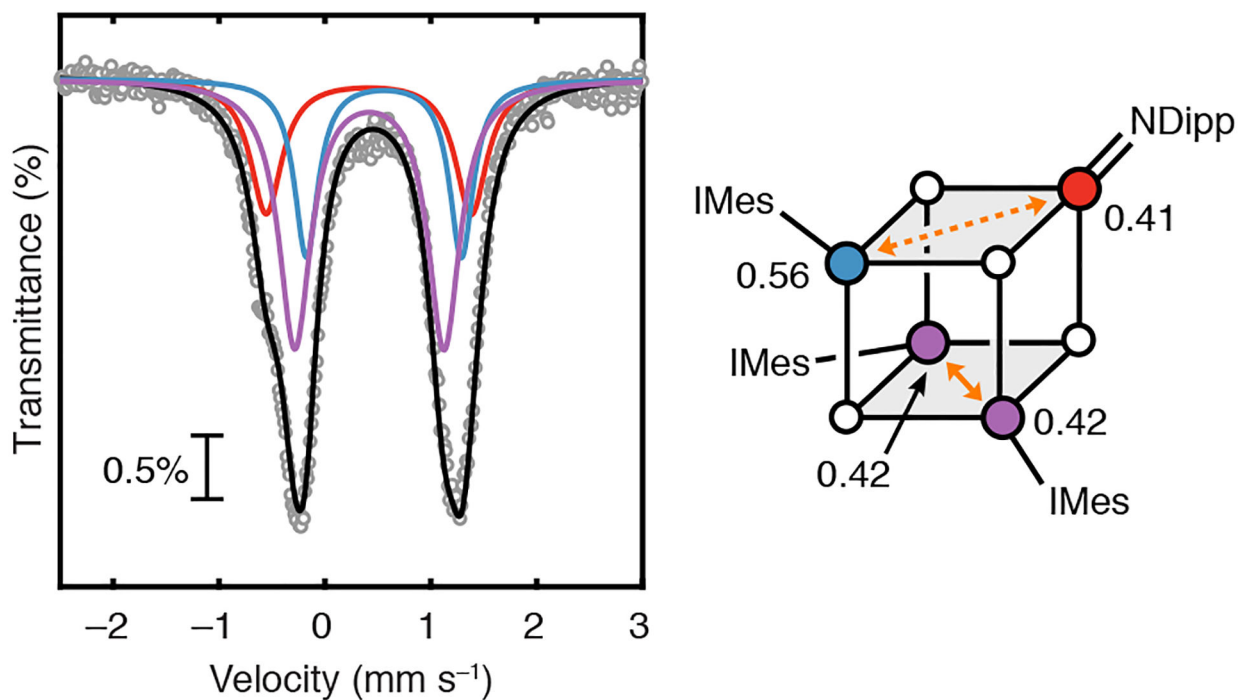 Transmittance (%)
0.5%
−2 −1 0 1 2 3
Velocity (mm s⁻¹)
NDipp
IMes
0.41
0.56
IMes
0.42
0.42
IMes